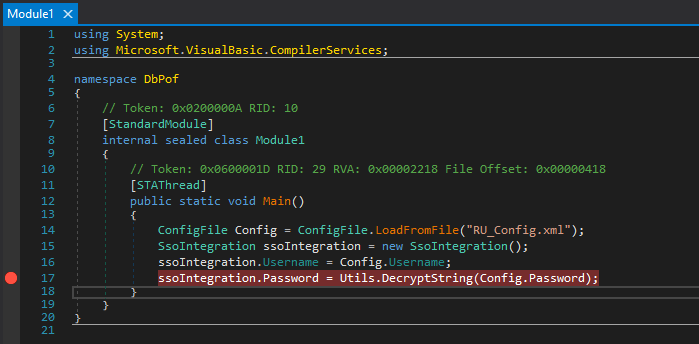 Module1 ✕
1 using System;
2 using Microsoft.VisualBasic.CompilerServices;
3
4 namespace DbPof
5 {
6 // Token: 0x0200000A RID: 10
7 [StandardModule]
8 internal sealed class Module1
9 {
10 // Token: 0x0600001D RID: 29 RVA: 0x00002218 File Offset: 0x00000418
11 [STAThread]
12 public static void Main()
13 {
14 ConfigFile Config = ConfigFile.LoadFromFile("RU_Config.xml");
15 SsoIntegration ssoIntegration = new SsoIntegration();
16 ssoIntegration.Username = Config.Username;
17 ssoIntegration.Password = Utils.DecryptString(Config.Password);
18 }
19 }
20 }
21